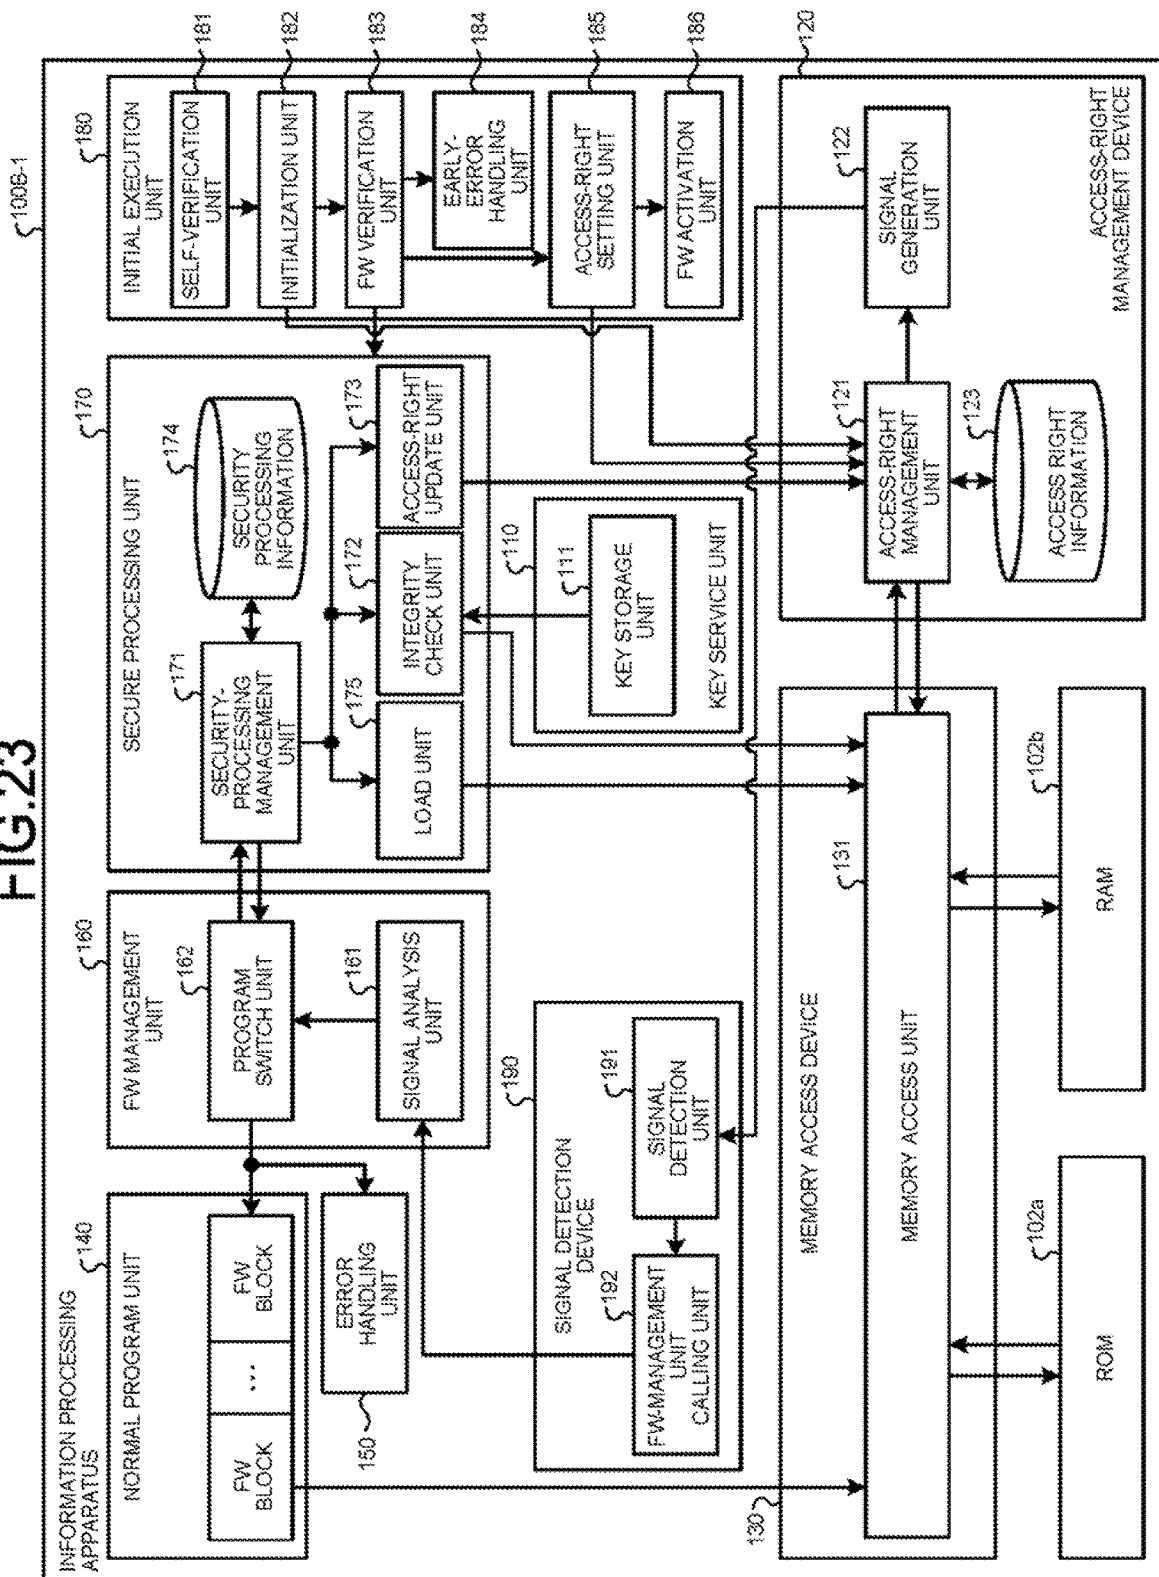 FIG.23
100B-1
INFORMATION PROCESSING
APPARATUS
140
NORMAL PROGRAM UNIT
FW
BLOCK
...
FW
BLOCK
150
ERROR
HANDLING
UNIT
160
FW MANAGEMENT
UNIT
162
PROGRAM
SWITCH UNIT
161
SIGNAL ANALYSIS
UNIT
170
SECURE PROCESSING UNIT
171
SECURITY-
PROCESSING
MANAGEMENT
UNIT
174
SECURITY
PROCESSING
INFORMATION
175
LOAD UNIT
172
INTEGRITY
CHECK UNIT
173
ACCESS-RIGHT
UPDATE UNIT
180
INITIAL EXECUTION
UNIT
181
SELF-VERIFICATION
UNIT
182
INITIALIZATION UNIT
183
FW VERIFICATION
UNIT
184
EARLY-
ERROR
HANDLING
UNIT
185
ACCESS-RIGHT
SETTING UNIT
186
FW ACTIVATION
UNIT
190
SIGNAL DETECTION
DEVICE
192
FW-MANAGEMENT
UNIT
CALLING UNIT
191
SIGNAL
DETECTION
UNIT
110
111
KEY STORAGE
UNIT
KEY SERVICE UNIT
130
MEMORY ACCESS DEVICE
131
MEMORY ACCESS UNIT
120
121
ACCESS-RIGHT
MANAGEMENT
UNIT
122
SIGNAL
GENERATION
UNIT
123
ACCESS RIGHT
INFORMATION
ACCESS-RIGHT
MANAGEMENT DEVICE
102a
ROM
102b
RAM